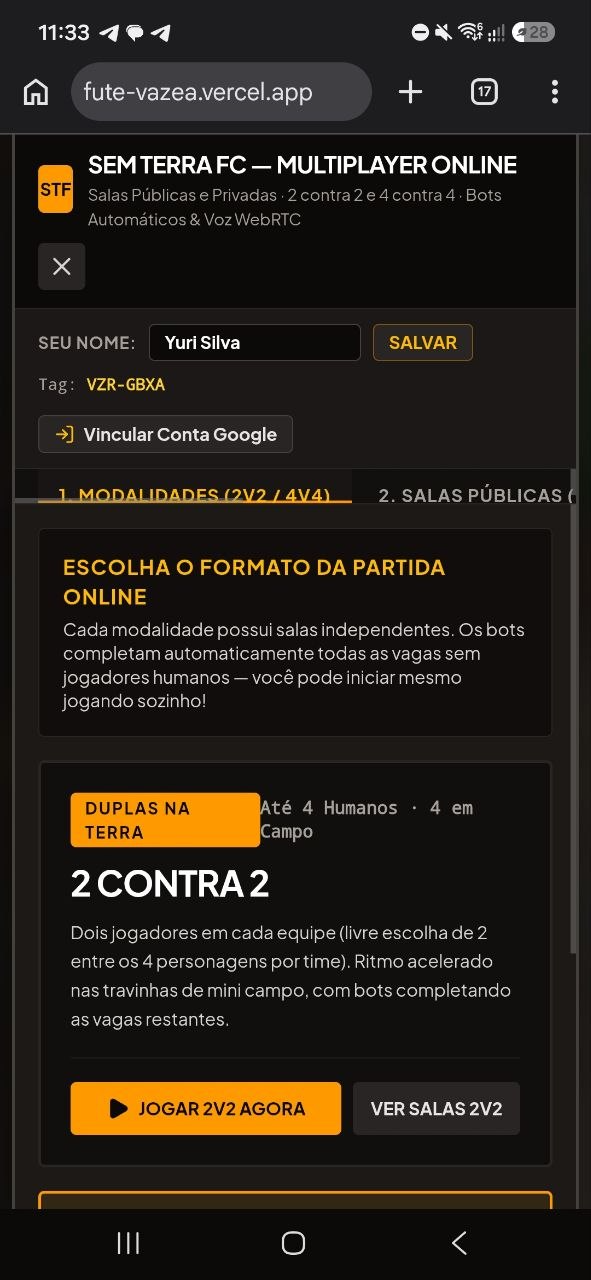 11:33
6
28
fute-vazea.vercel.app
17
STF
SEM TERRA FC — MULTIPLAYER ONLINE
Salas Públicas e Privadas · 2 contra 2 e 4 contra 4 · Bots
Automáticos & Voz WebRTC
SEU NOME: Yuri Silva SALVAR
Tag: VZR-GBXA
Vincular Conta Google
1. MODALIDADES (2V2 / 4V4) 2. SALAS PÚBLICAS (
ESCOLHA O FORMATO DA PARTIDA
ONLINE
Cada modalidade possui salas independentes. Os bots
completam automaticamente todas as vagas sem
jogadores humanos — você pode iniciar mesmo
jogando sozinho!
DUPLAS NA
TERRA
Até 4 Humanos · 4 em
Campo
2 CONTRA 2
Dois jogadores em cada equipe (livre escolha de 2
entre os 4 personagens por time). Ritmo acelerado
nas travinhas de mini campo, com bots completando
as vagas restantes.
JOGAR 2V2 AGORA
VER SALAS 2V2